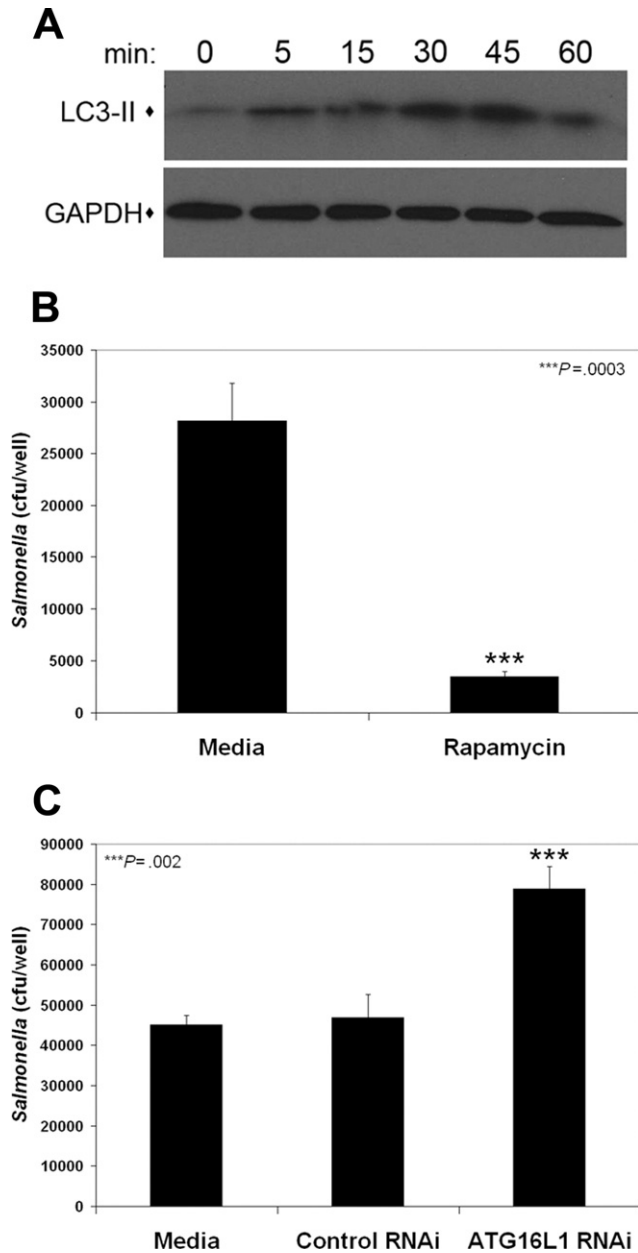 A
min: 0 5 15 30 45 60
LC3-II ♦
GAPDH ♦
B
35000
***P=.0003
30000
25000
20000
15000
10000
5000
0
Salmonella (cfu/well)
***
Media Rapamycin
C
90000
***P=.002
80000
70000
60000
50000
40000
30000
20000
10000
0
Salmonella (cfu/well)
***
Media Control RNAi ATG16L1 RNAi